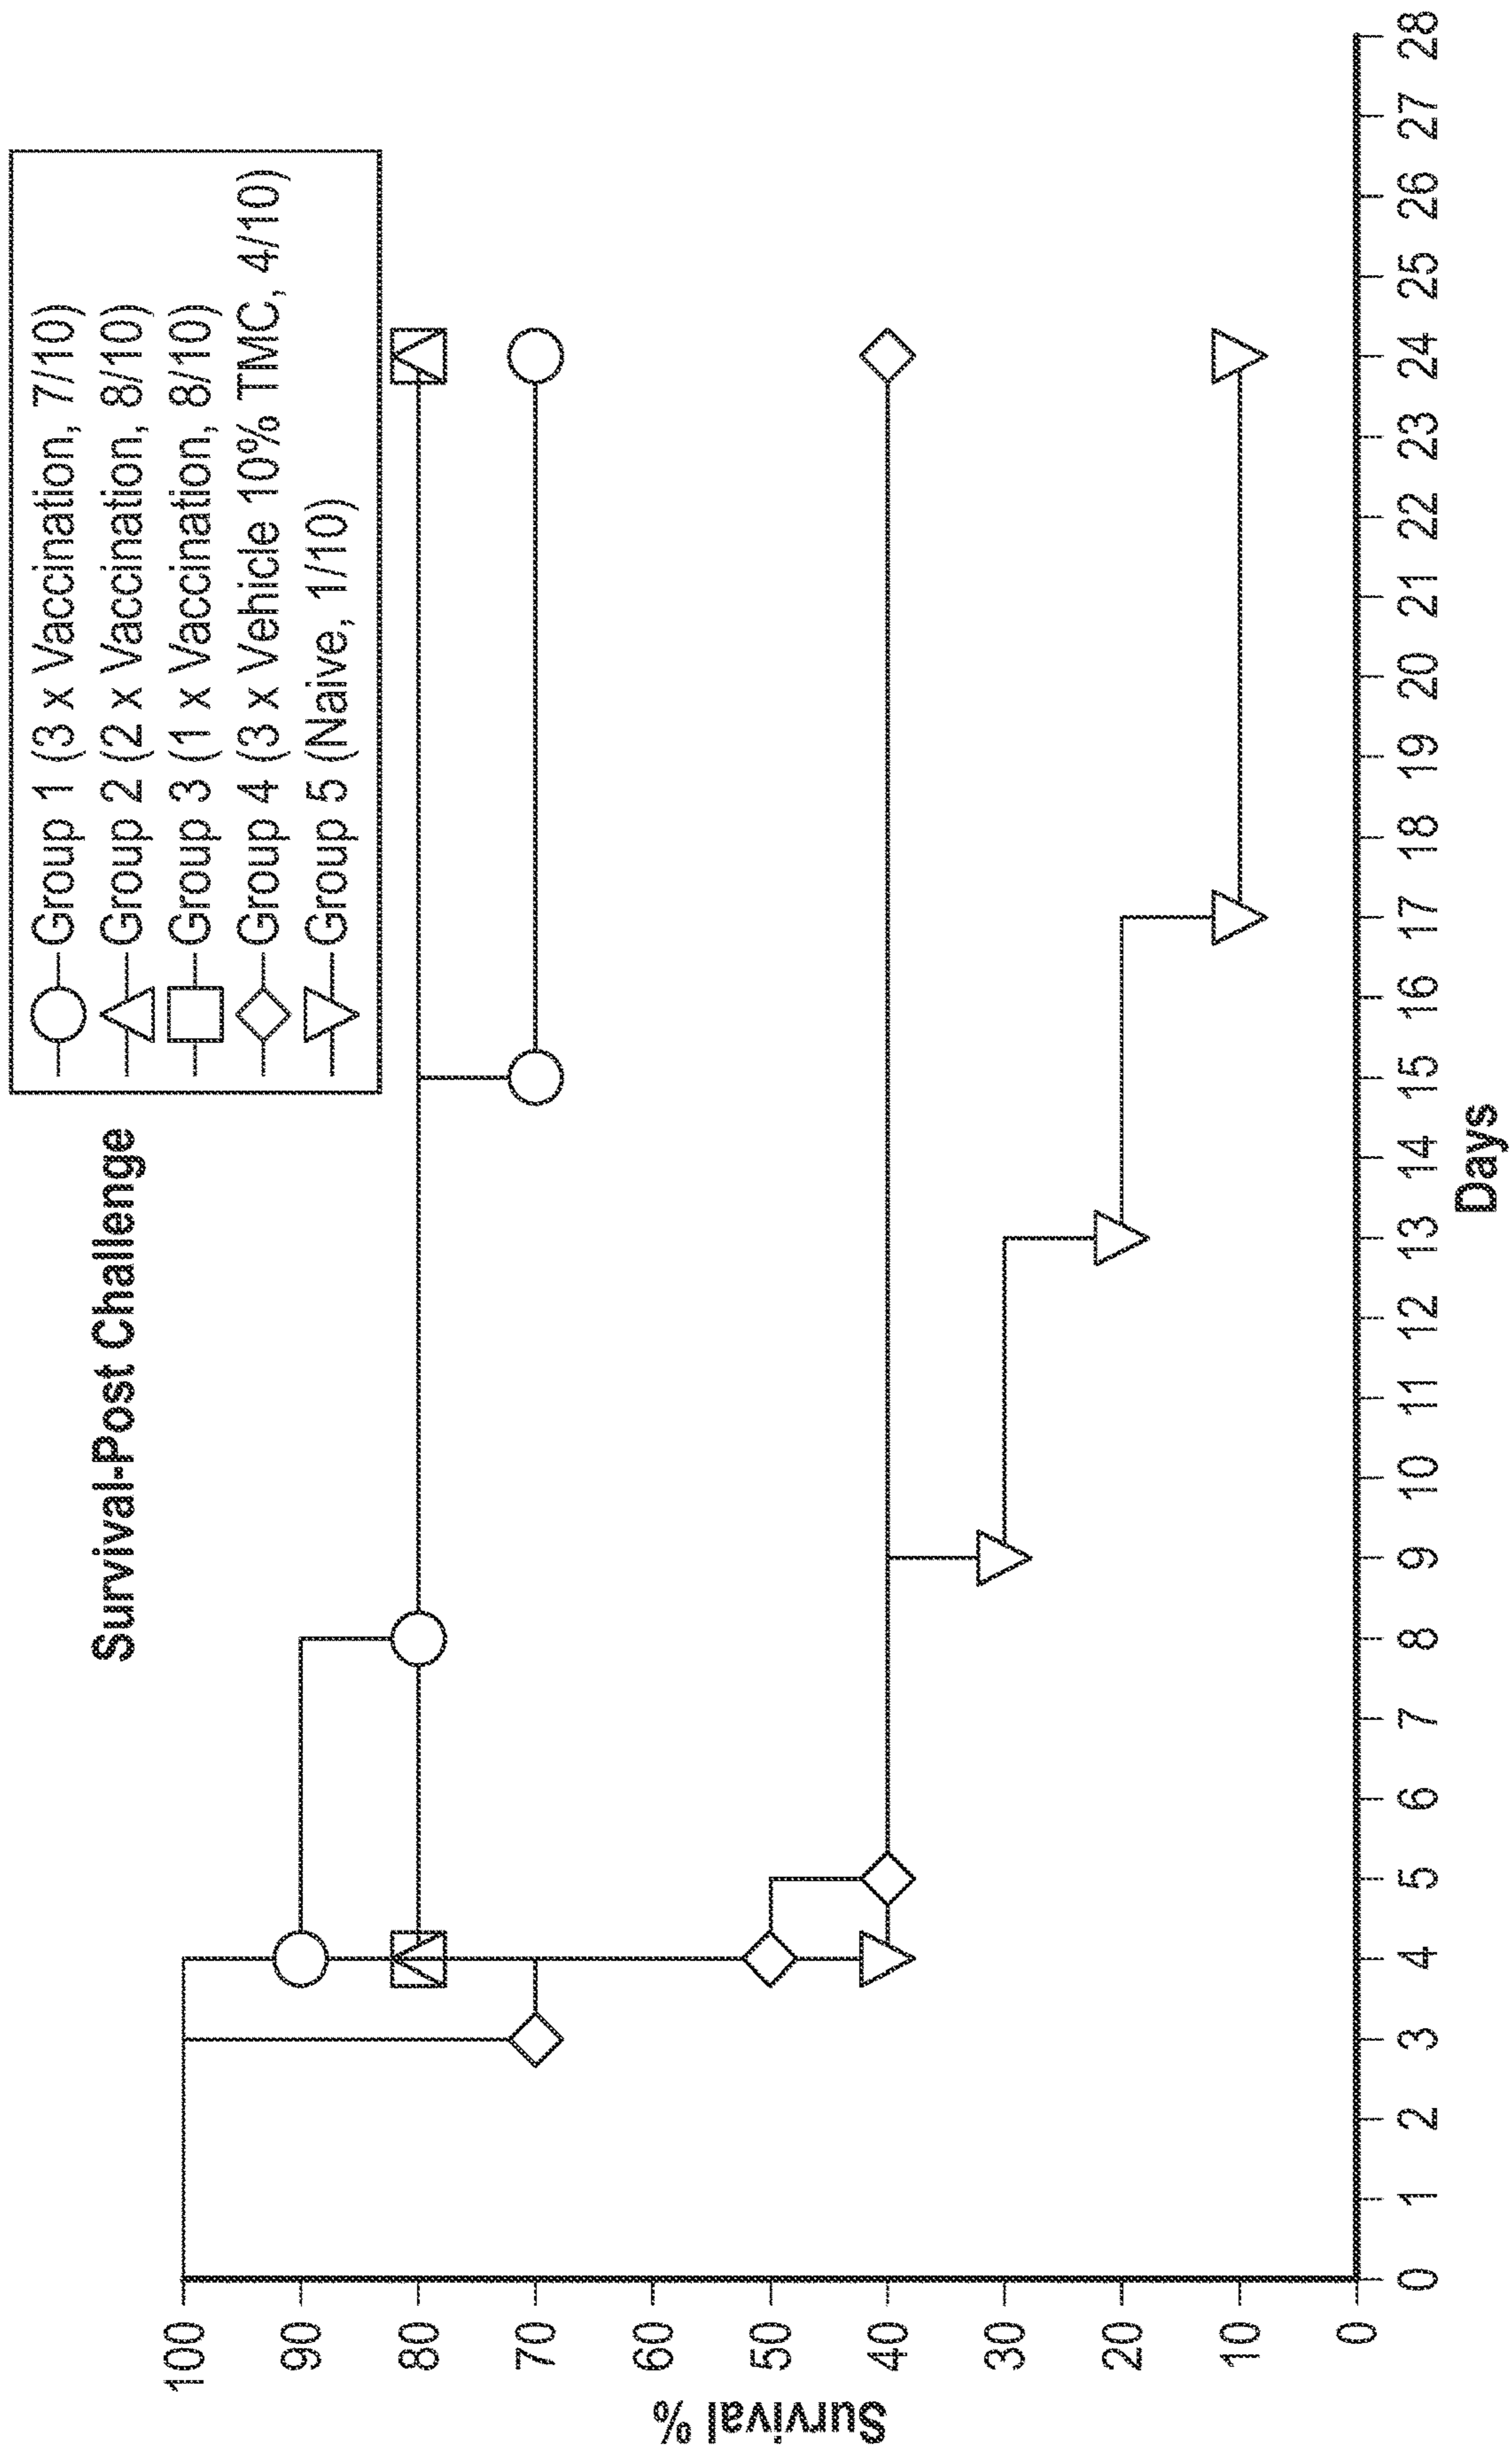 Survival-Post Challenge
Group 1 (3 x Vaccination, 7/10)
Group 2 (2 x Vaccination, 8/10)
Group 3 (1 x Vaccination, 8/10)
Group 4 (3 x Vehicle 10% TMC, 4/10)
Group 5 (Naive, 1/10)
Survival %
100
90
80
70
60
50
40
30
20
10
0
0 1 2 3 4 5 6 7 8 9 10 11 12 13 14 15 16 17 18 19 20 21 22 23 24 25 26 27 28
Days